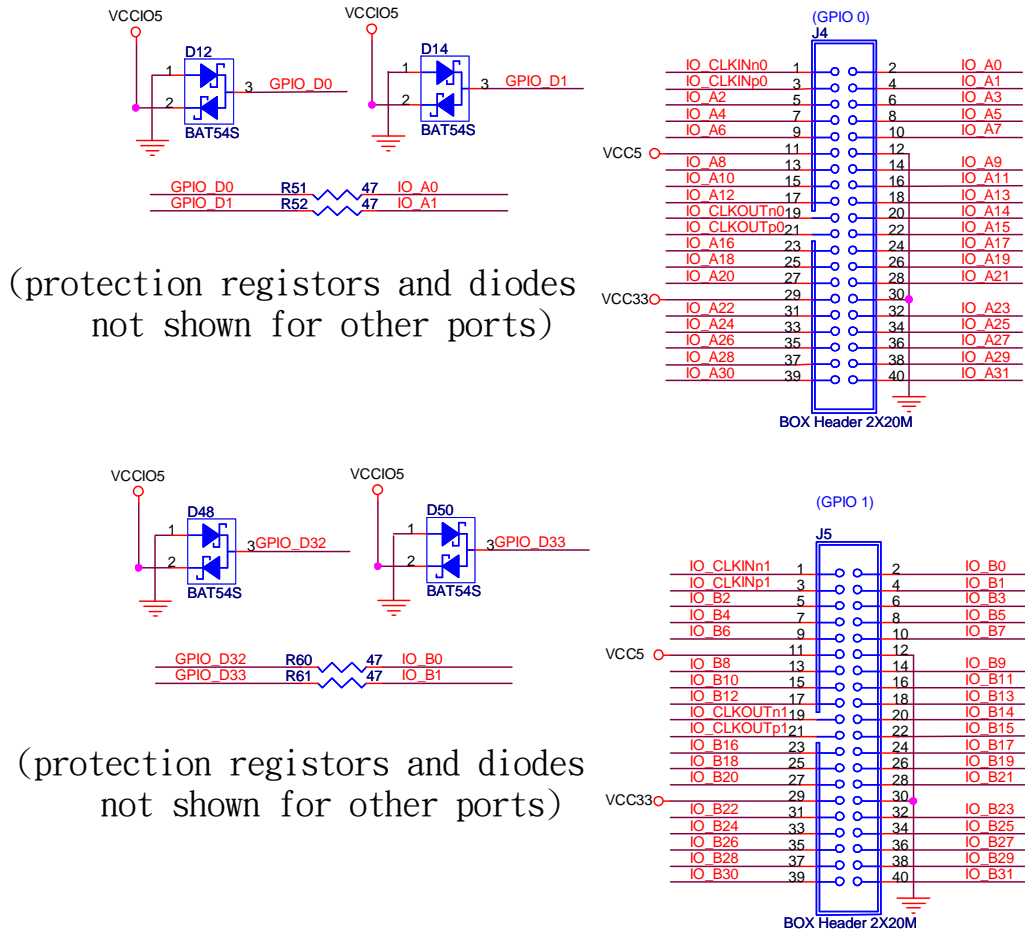 VCCIO5
D12
1
2
3
GPIO_D0
BAT54S
VCCIO5
D14
1
2
3
GPIO_D1
BAT54S
GPIO_D0 R51 47 IO_A0
GPIO_D1 R52 47 IO_A1
(protection registors and diodes
not shown for other ports)
(GPIO 0)
J4
IO_CLKINn0 1 2 IO_A0
IO_CLKINp0 3 4 IO_A1
IO_A2 5 6 IO_A3
IO_A4 7 8 IO_A5
IO_A6 9 10 IO_A7
VCC5 11 12
IO_A8 13 14 IO_A9
IO_A10 15 16 IO_A11
IO_A12 17 18 IO_A13
IO_CLKOUTn0 19 20 IO_A14
IO_CLKOUTp0 21 22 IO_A15
IO_A16 23 24 IO_A17
IO_A18 25 26 IO_A19
IO_A20 27 28 IO_A21
VCC33 29 30
IO_A22 31 32 IO_A23
IO_A24 33 34 IO_A25
IO_A26 35 36 IO_A27
IO_A28 37 38 IO_A29
IO_A30 39 40 IO_A31
BOX Header 2X20M
VCCIO5
D48
1
2
3
GPIO_D32
BAT54S
VCCIO5
D50
1
2
3
GPIO_D33
BAT54S
GPIO_D32 R60 47 IO_B0
GPIO_D33 R61 47 IO_B1
(protection registors and diodes
not shown for other ports)
(GPIO 1)
J5
IO_CLKINn1 1 2 IO_B0
IO_CLKINp1 3 4 IO_B1
IO_B2 5 6 IO_B3
IO_B4 7 8 IO_B5
IO_B6 9 10 IO_B7
VCC5 11 12
IO_B8 13 14 IO_B9
IO_B10 15 16 IO_B11
IO_B12 17 18 IO_B13
IO_CLKOUTn1 19 20 IO_B14
IO_CLKOUTp1 21 22 IO_B15
IO_B16 23 24 IO_B17
IO_B18 25 26 IO_B19
IO_B20 27 28 IO_B21
VCC33 29 30
IO_B22 31 32 IO_B23
IO_B24 33 34 IO_B25
IO_B26 35 36 IO_B27
IO_B28 37 38 IO_B29
IO_B30 39 40 IO_B31
BOX Header 2X20M